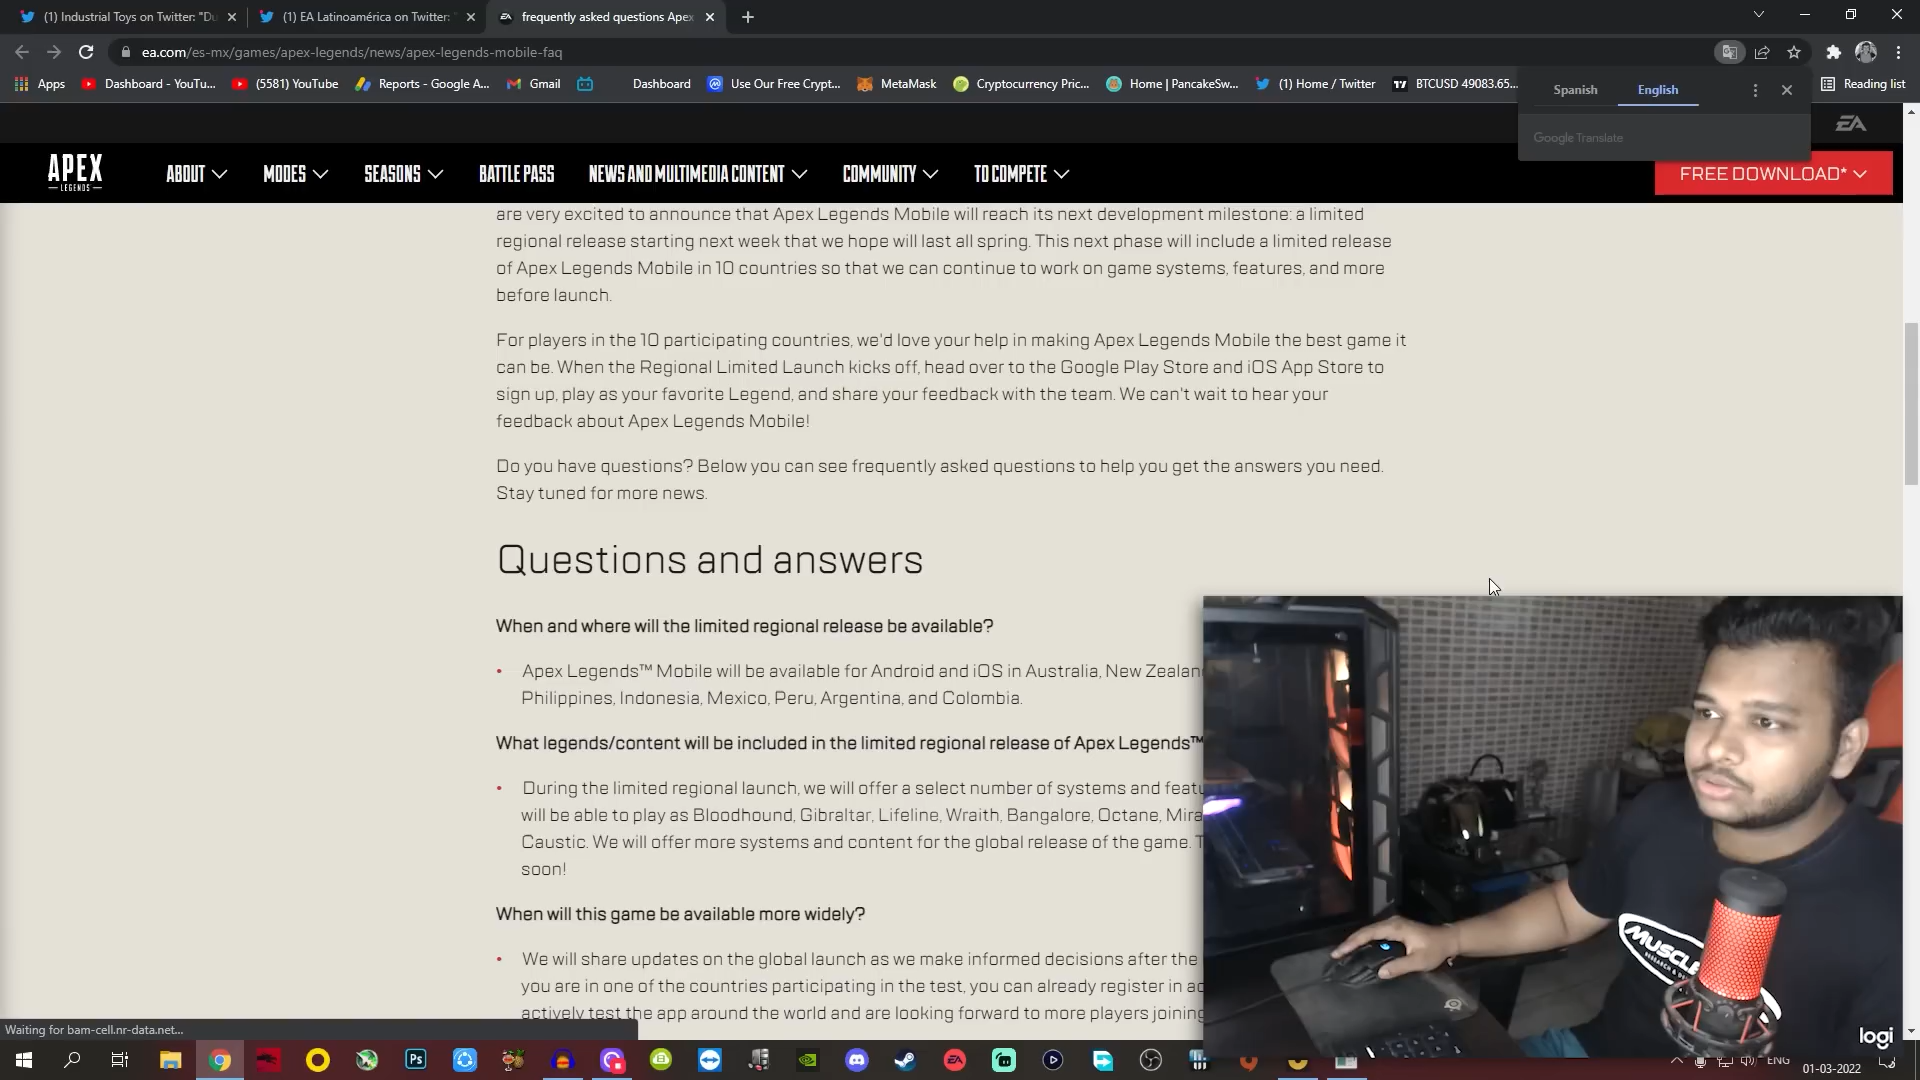 (1) Industrial Toys on Twitter: "Du
(1) EA Latinoamérica on Twitter: "
frequently asked questions Apex
ea.com/es-mx/games/apex-legends/news/apex-legends-mobile-faq
Apps
Dashboard - YouTu...
(5581) YouTube
Reports - Google A...
Gmail
Dashboard
Use Our Free Crypt...
MetaMask
Cryptocurrency Pric...
Home | PancakeSw...
(1) Home / Twitter
BTCUSD 49083.65...
Reading list
Spanish
English
Google Translate
EA
APEX
LEGENDS
ABOUT
MODES
SEASONS
BATTLE PASS
NEWS AND MULTIMEDIA CONTENT
COMMUNITY
TO COMPETE
FREE DOWNLOAD*
are very excited to announce that Apex Legends Mobile will reach its next development milestone: a limited
regional release starting next week that we hope will last all spring. This next phase will include a limited release
of Apex Legends Mobile in 10 countries so that we can continue to work on game systems, features, and more
before launch.
For players in the 10 participating countries, we'd love your help in making Apex Legends Mobile the best game it
can be. When the Regional Limited Launch kicks off, head over to the Google Play Store and iOS App Store to
sign up, play as your favorite Legend, and share your feedback with the team. We can't wait to hear your
feedback about Apex Legends Mobile!
Do you have questions? Below you can see frequently asked questions to help you get the answers you need.
Stay tuned for more news.
Questions and answers
When and where will the limited regional release be available?
• Apex Legends™ Mobile will be available for Android and iOS in Australia, New Zealan
Philippines, Indonesia, Mexico, Peru, Argentina, and Colombia.
What legends/content will be included in the limited regional release of Apex Legends™
• During the limited regional launch, we will offer a select number of systems and featu
will be able to play as Bloodhound, Gibraltar, Lifeline, Wraith, Bangalore, Octane, Mira
Caustic. We will offer more systems and content for the global release of the game. T
soon!
When will this game be available more widely?
• We will share updates on the global launch as we make informed decisions after the
you are in one of the countries participating in the test, you can already register in ad
actively test the app around the world and are looking forward to more players joining
Waiting for bam-cell.nr-data.net...
MUSCLE
logi
Ps
EA
ENG
01-03-2022